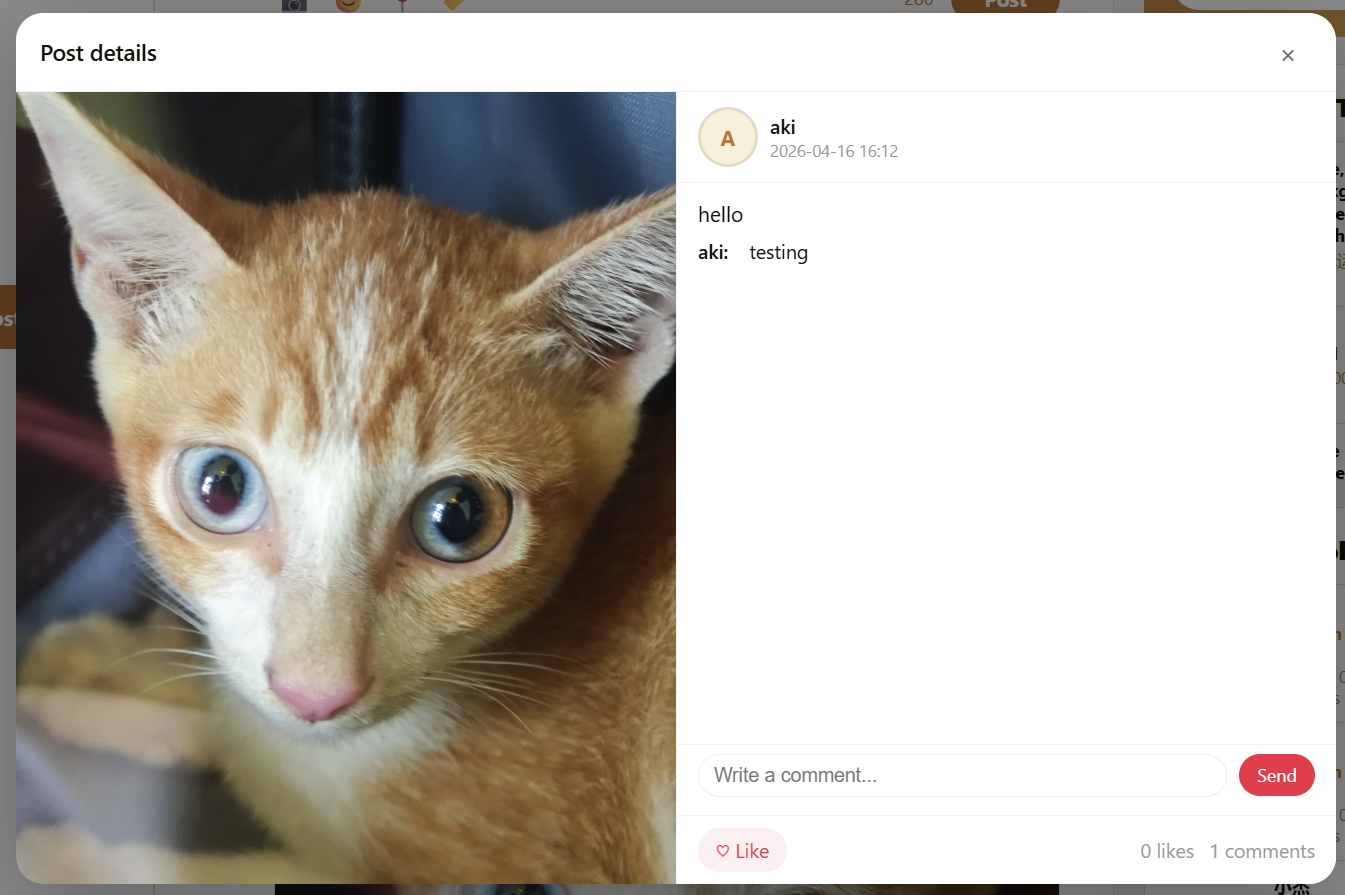 280 Post
Post details
×
A
aki
2026-04-16 16:12
hello
aki: testing
Write a comment...
Send
♡ Like
0 likes 1 comments